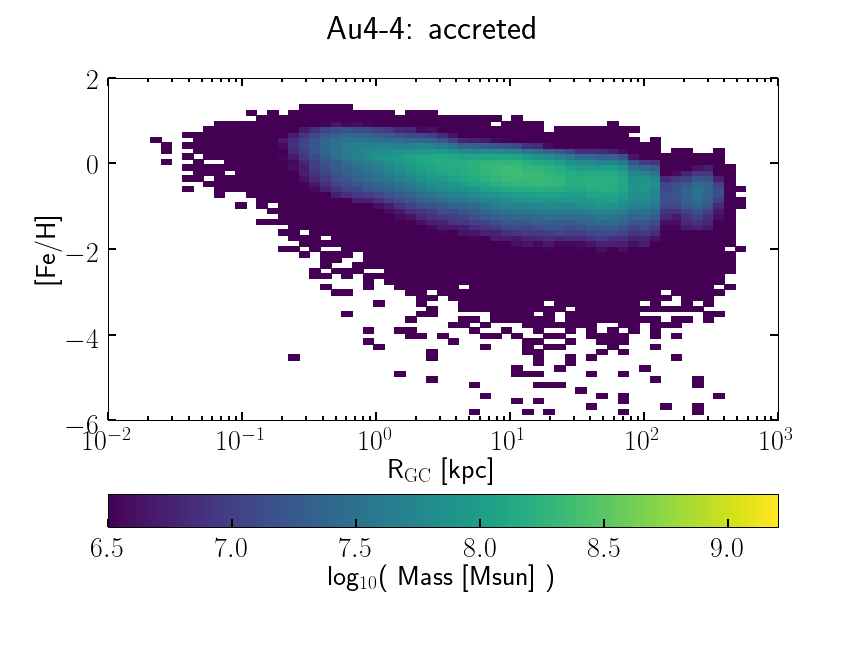 Au4-4: accreted
2
0
−2
−4
−6
[Fe/H]
10⁻² 10⁻¹ 10⁰ 10¹ 10² 10³
R_GC [kpc]
6.5 7.0 7.5 8.0 8.5 9.0
log₁₀( Mass [Msun] )